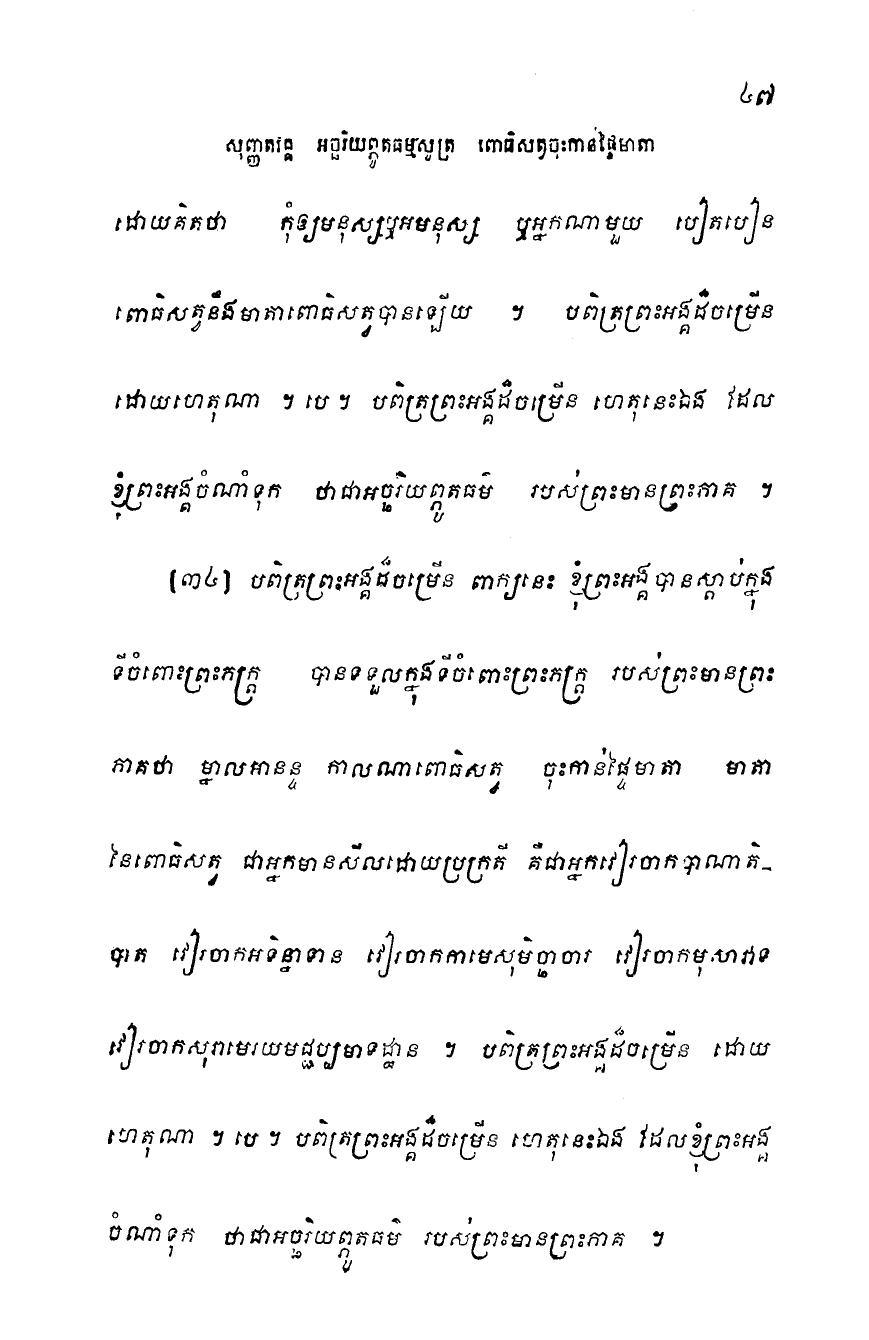 ៤៧
សុញ្ញតវគ្គ អច្ឆរិយព្ភូតធម្មសូត្រ ពោធិសត្វចុះកាន់ផ្ទៃមាតា
ដោយគិតថា កុំឲ្យមនុស្សឬអមនុស្ស ឬអ្នកណាមួយ បៀតបៀន
ពោធិសត្វនឹងមាតាពោធិសត្វបានឡើយ ។ បពិត្រព្រះអង្គដ៏ចម្រើន
ដោយហេតុណា ។ បេ ។ បពិត្រព្រះអង្គដ៏ចម្រើន ហេតុនេះឯង ដែល
ខ្ញុំព្រះអង្គចំណាំទុក ថាជាអច្ឆរិយព្ភូតធម៌ របស់ព្រះមានព្រះភាគ ។
[៣៤] បពិត្រព្រះអង្គដ៏ចម្រើន ពាក្យនេះ ខ្ញុំព្រះអង្គបានស្តាប់ក្នុង
ទីចំពោះព្រះភក្ត្រ បានទទួលក្នុងទីចំពោះព្រះភក្ត្រ របស់ព្រះមានព្រះ
ភាគថា ម្នាលអានន្ទ កាលណាពោធិសត្វ ចុះកាន់ផ្ទៃមាតា មាតា
នៃពោធិសត្វ ជាអ្នកមានសីលដោយប្រក្រតី គឺជាអ្នកវៀរចាកបាណាតិ-
បាត វៀរចាកអទិន្នាទាន វៀរចាកកាមេសុមិច្ឆាចារ វៀរចាកមុសាវាទ
វៀរចាកសុរាមេរយមជ្ជប្បមាទដ្ឋាន ។ បពិត្រព្រះអង្គដ៏ចម្រើន ដោយ
ហេតុណា ។ បេ ។ បពិត្រព្រះអង្គដ៏ចម្រើន ហេតុនេះឯង ដែលខ្ញុំព្រះអង្គ
ចំណាំទុក ថាជាអច្ឆរិយព្ភូតធម៌ របស់ព្រះមានព្រះភាគ ។